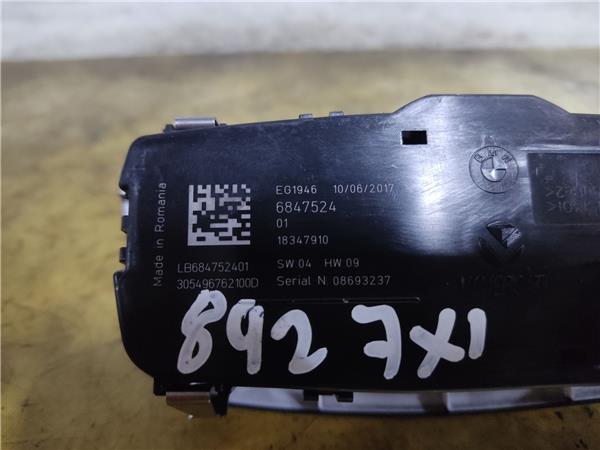 Made in Romania
EG1946 10/06/2017
6847524
01
18347910
LB684752401
SW 04 HW 09
305496762100D
Serial N 08693237
BMW
892 7X1